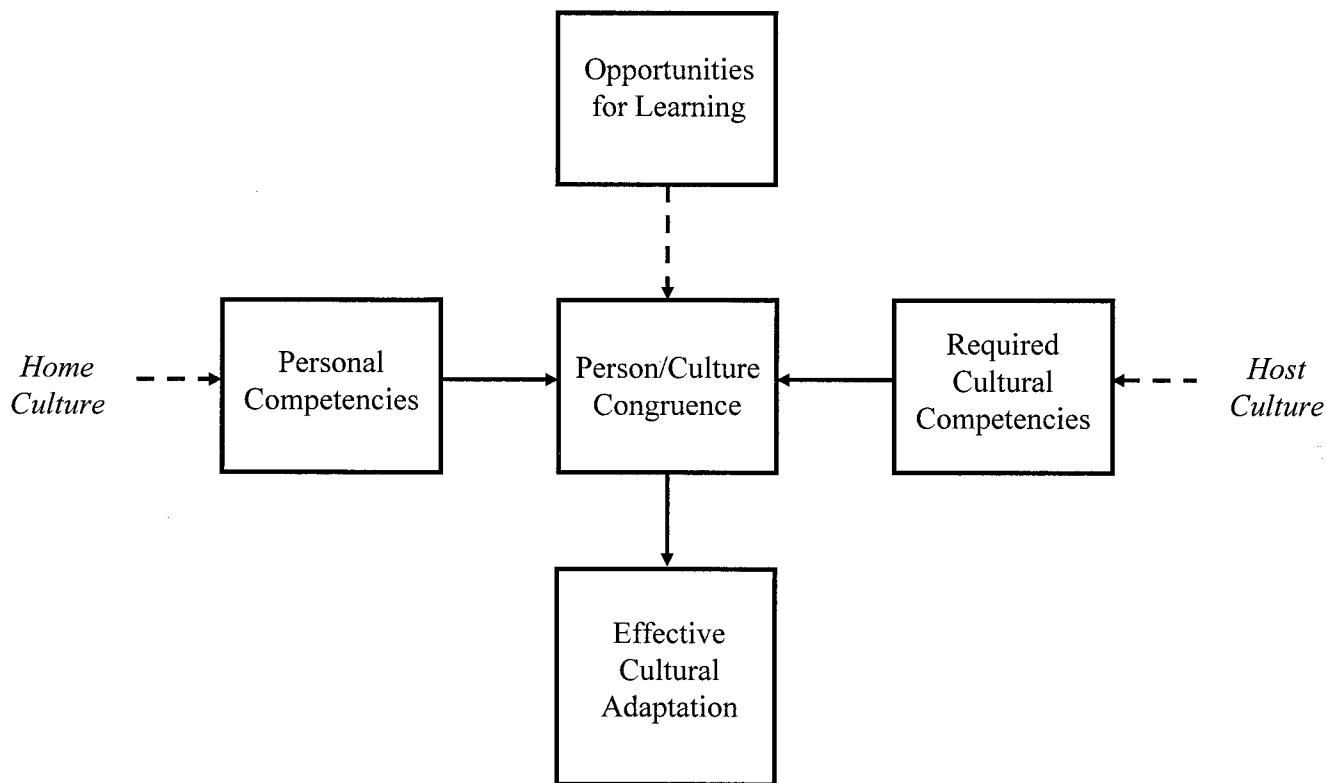 Opportunities
for Learning
Home
Culture
Personal
Competencies
Person/Culture
Congruence
Required
Cultural
Competencies
Host
Culture
Effective
Cultural
Adaptation